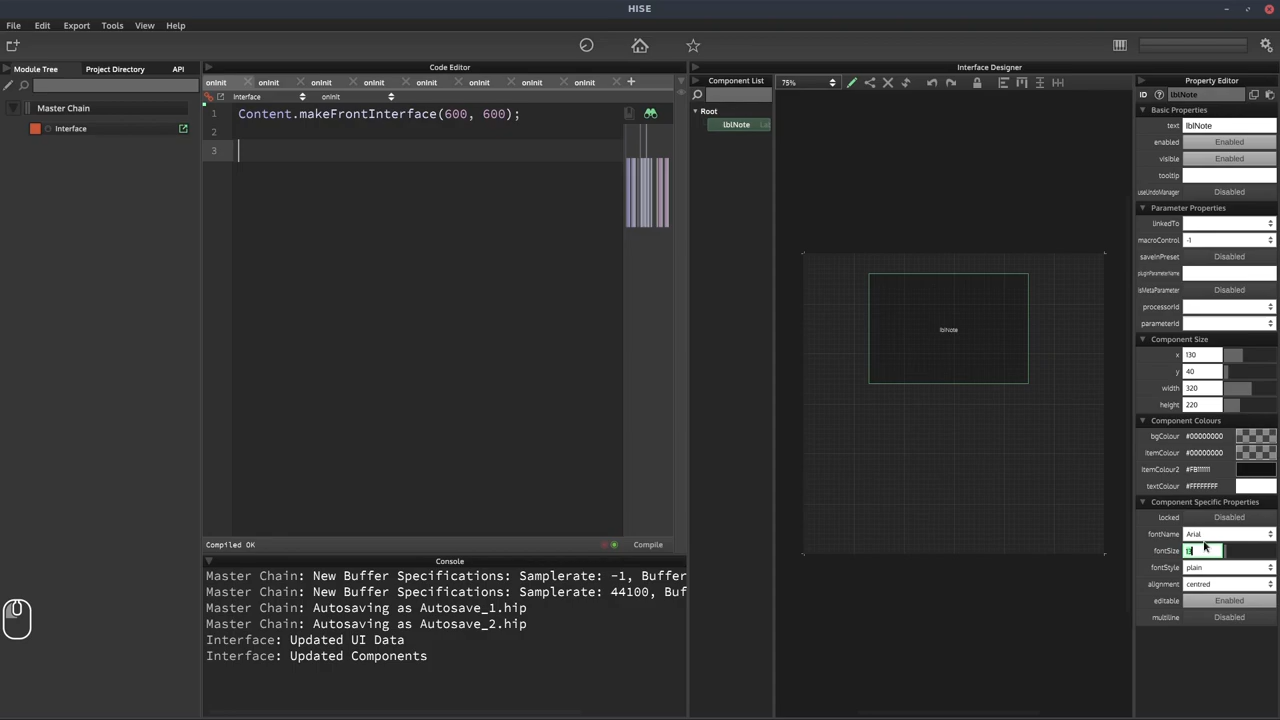 HISE
File Edit Export Tools View Help
Module Tree Project Directory API
Master Chain
Interface
Code Editor
onInit onInit onInit onInit onInit onInit onInit onInit +
Interface onInit
1 Content.makeFrontInterface(600, 600);
2
3
Compiled OK
Compile
Console
Master Chain: New Buffer Specifications: Samplerate: -1, Buffer
Master Chain: New Buffer Specifications: Samplerate: 44100, Buf
Master Chain: Autosaving as Autosave_1.hip
Master Chain: Autosaving as Autosave_2.hip
Interface: Updated UI Data
Interface: Updated Components
Interface Designer
Component List
Root
lblNote
75%
lblNote
Property Editor
ID lblNote
Basic Properties
text lblNote
enabled Enabled
visible Enabled
tooltip
useUndoManager Disabled
Parameter Properties
linkedTo
macroControl -1
saveInPreset Disabled
pluginParameterName
isMetaParameter Disabled
processorId
parameterId
Component Size
x 130
y 40
width 320
height 220
Component Colours
bgColour #00000000
itemColour #00000000
itemColour2 #FB111111
textColour #FFFFFFFF
Component Specific Properties
locked Disabled
fontName Arial
fontSize 13
fontStyle plain
alignment centred
editable Enabled
multiline Disabled